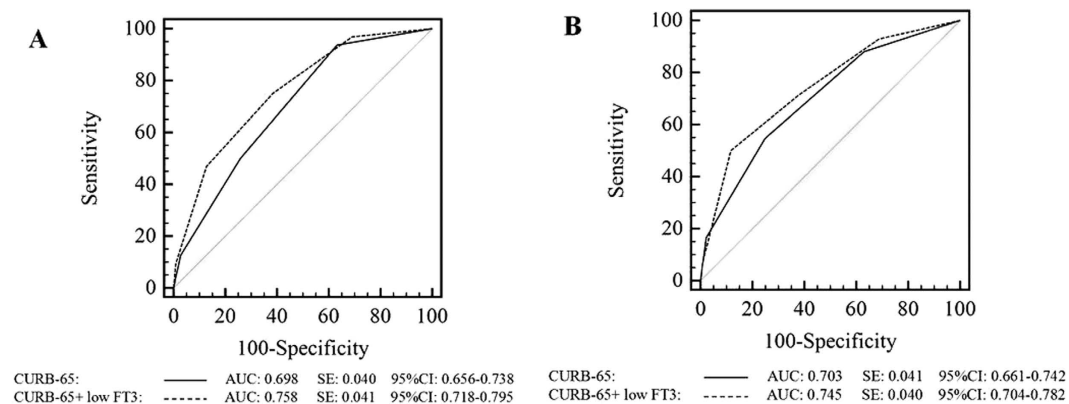 A
100
80
60
40
20
0
Sensitivity
0 20 40 60 80 100
100-Specificity
CURB-65: AUC: 0.698 SE: 0.040 95%CI: 0.656-0.738
CURB-65+ low FT3: AUC: 0.758 SE: 0.041 95%CI: 0.718-0.795
B
100
80
60
40
20
0
Sensitivity
0 20 40 60 80 100
100-Specificity
CURB-65: AUC: 0.703 SE: 0.041 95%CI: 0.661-0.742
CURB-65+ low FT3: AUC: 0.745 SE: 0.040 95%CI: 0.704-0.782